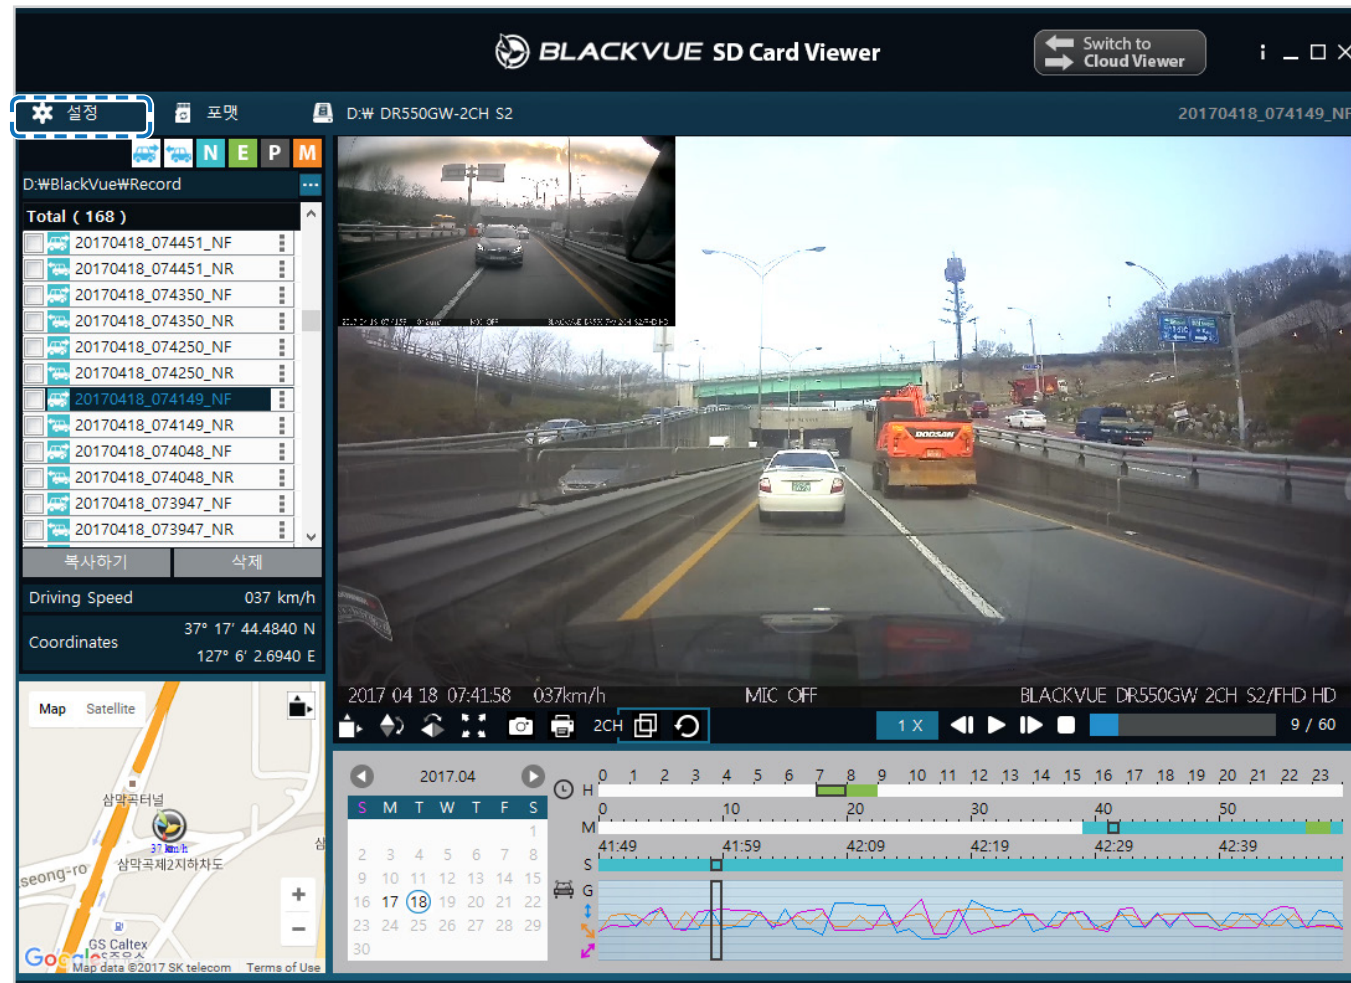 BLACKVUE SD Card Viewer
Switch to
Cloud Viewer
설정
포맷
D:₩ DR550GW-2CH S2
20170418_074149_NF
N E P M
D:₩BlackVue₩Record
Total ( 168 )
20170418_074451_NF
20170418_074451_NR
20170418_074350_NF
20170418_074350_NR
20170418_074250_NF
20170418_074250_NR
20170418_074149_NF
20170418_074149_NR
20170418_074048_NF
20170418_074048_NR
20170418_073947_NF
20170418_073947_NR
복사하기 삭제
Driving Speed 037 km/h
Coordinates
37° 17′ 44.4840 N
127° 6′ 2.6940 E
DOOSAN
2017 04 18 07:41:58 037km/h MIC OFF BLACKVUE DR550GW 2CH S2/FHD HD
2CH
1 X
9 / 60
Map Satellite
삼막곡터널
37 km/h
삼막곡제2지하차도
seong-ro
GS Caltex
Google
Map data ©2017 SK telecom Terms of Use
2017.04
S M T W T F S
1
2 3 4 5 6 7 8
9 10 11 12 13 14 15
16 17 18 19 20 21 22
23 24 25 26 27 28 29
30
H 0 1 2 3 4 5 6 7 8 9 10 11 12 13 14 15 16 17 18 19 20 21 22 23
M 0 10 20 30 40 50
41:49 41:59 42:09 42:19 42:29 42:39
S
G